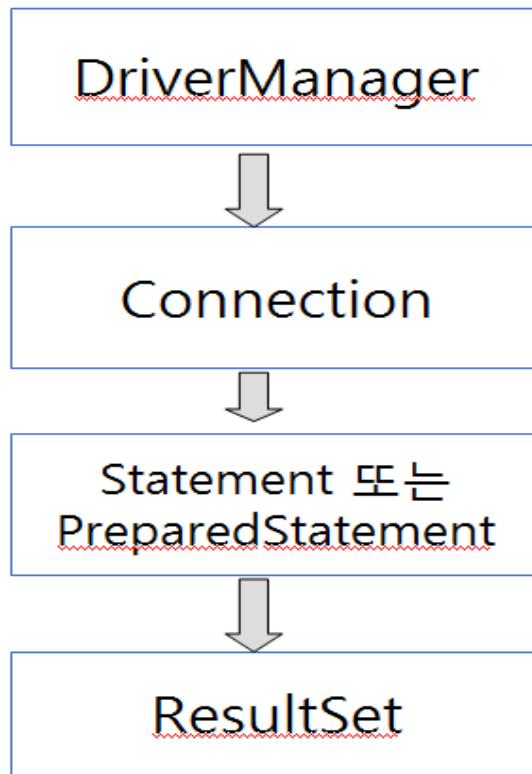 DriverManager
Connection
Statement 또는
PreparedStatement
ResultSet